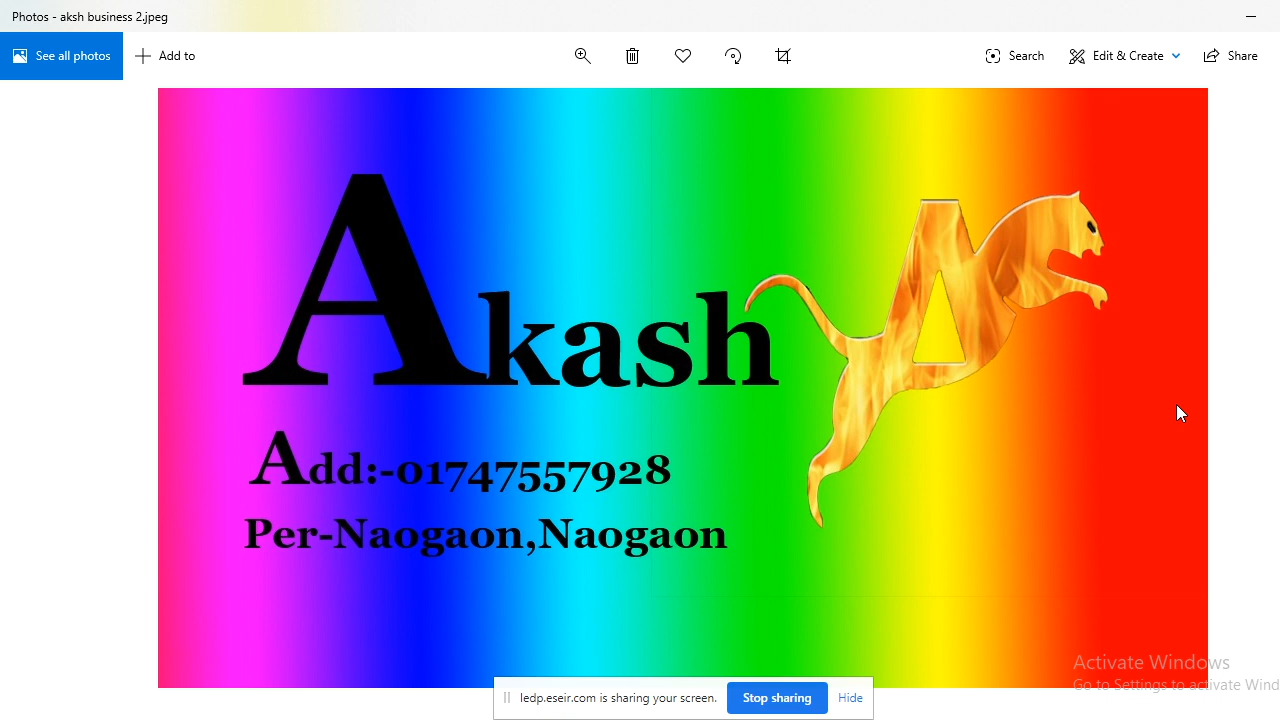 Photos - aksh business 2.jpeg
See all photos
Add to
Search
Edit & Create
Share
Akash
A
Add:-01747557928
Per-Naogaon,Naogaon
Activate Windows
Go to Settings to activate Wind
ledp.eseir.com is sharing your screen.
Stop sharing
Hide